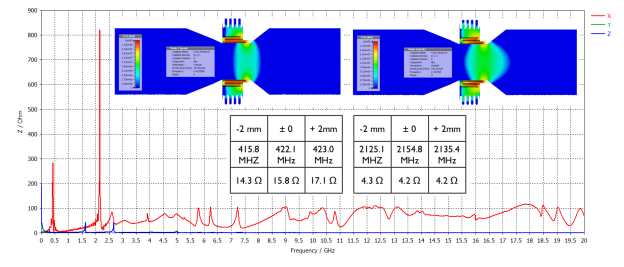 900
800
700
600
500
400
300
200
100
0
Z / Ohm
X
Y
Z
-2 mm ± 0 + 2mm
415.8 MHZ 422.1 MHz 423.0 MHz
14.3 Ω 15.8 Ω 17.1 Ω
-2 mm ± 0 + 2mm
2125.1 MHz 2154.8 MHz 2135.4 MHz
4.3 Ω 4.2 Ω 4.2 Ω
0 0.5 1 1.5 2 2.5 3 3.5 4 4.5 5 5.5 6 6.5 7 7.5 8 8.5 9 9.5 10 10.5 11 11.5 12 12.5 13 13.5 14 14.5 15 15.5 16 16.5 17 17.5 18 18.5 19 19.5 20
Frequency / GHz